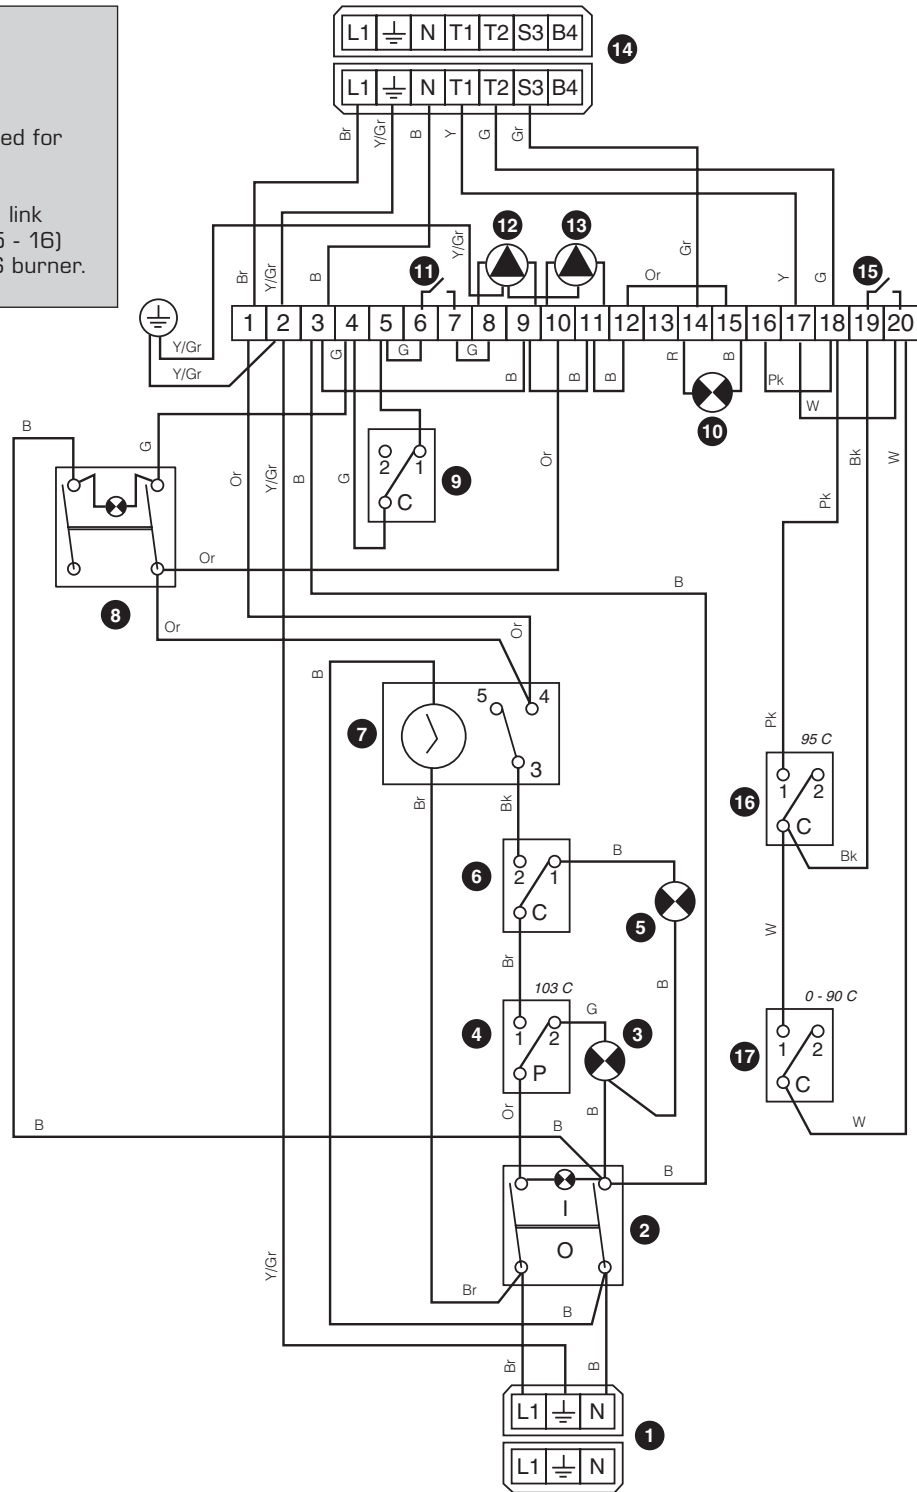 L1 N T1 T2 S3 B4
14
L1 N T1 T2 S3 B4
ed for
link
5 - 16)
S burner.
Br Y/Gr B Y G Gr
Br Y/Gr B Y/Gr Gr Y G
11 12 13 Or 15
1 2 3 4 5 6 7 8 9 10 11 12 13 14 15 16 17 18 19 20
Y/Gr
Y/Gr
G G G B B R B Pk W
10
B G Or Y/Gr B G Or Pk Bk W
2 1
C
9
Or
8
Or Or B
B
7
5 4
3
Pk
95 C
1 2
C
16
Bk
Br Bk
6
2 1
C
B
5
Br B W
103 C
4
1 2
P
G
3
0 - 90 C
17
1 2
C
W
Or B
B B B
I
O
2
Y/Gr Br B
Br B
L1 N
1
L1 N